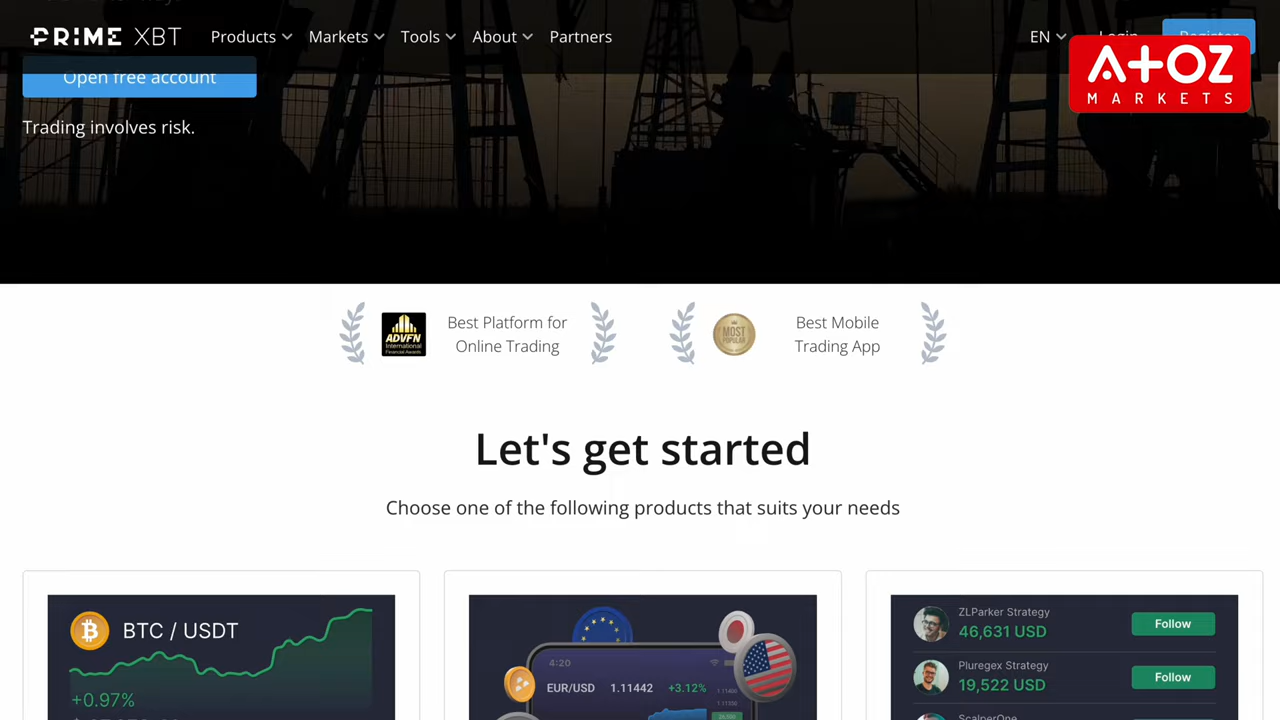 PRIME XBT Products Markets Tools About Partners EN Login Register
ATOZ
MARKETS
Open free account
Trading involves risk.
ADVFN
International
Financial Awards
Best Platform for
Online Trading
MOST
POPULAR
Best Mobile
Trading App
Let's get started
Choose one of the following products that suits your needs
BTC / USDT
+0.97%
4:20
EUR/USD 1.11442 +3.12%
ZLParker Strategy
46,631 USD
Follow
Pluregex Strategy
19,522 USD
Follow
ScalperOne